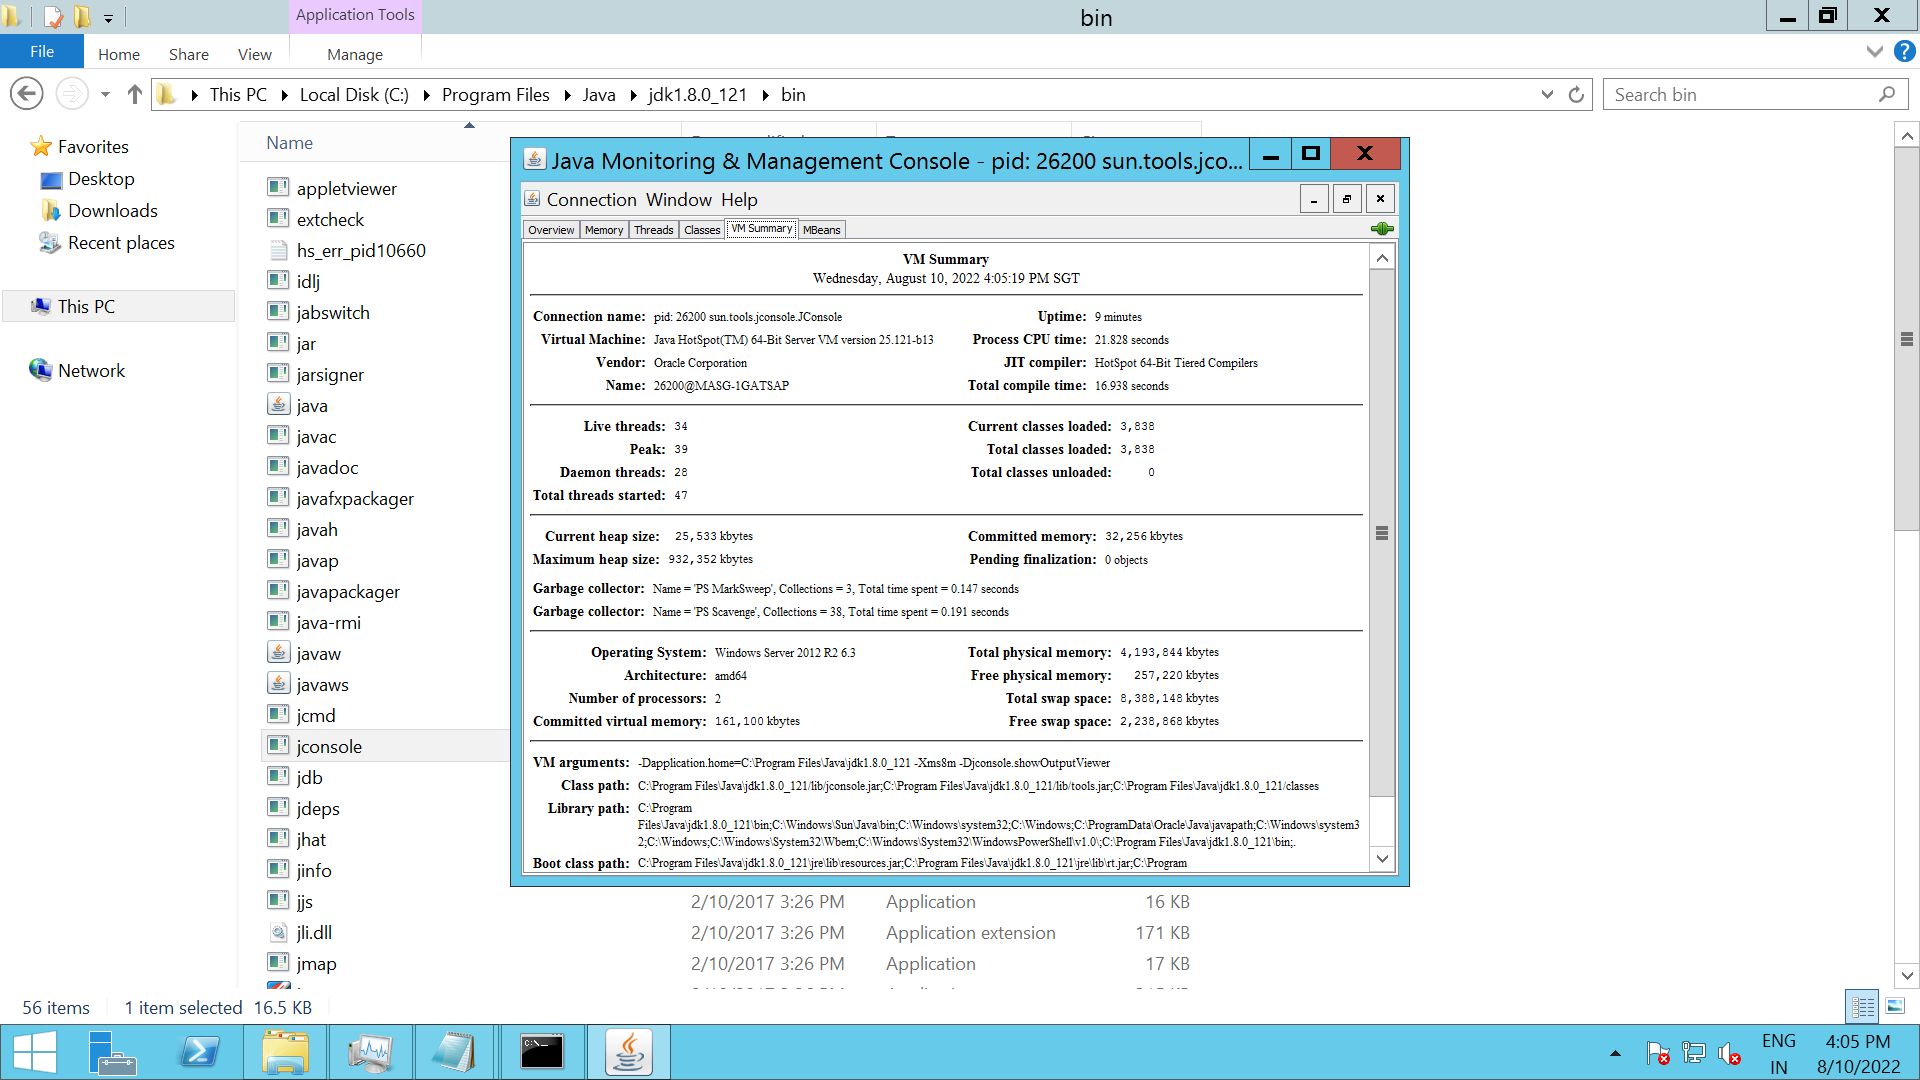 Application Tools
bin
File
Home
Share
View
Manage
This PC
Local Disk (C:)
Program Files
Java
jdk1.8.0_121
bin
Search bin
Favorites
Desktop
Downloads
Recent places
This PC
Network
Name
appletviewer
extcheck
hs_err_pid10660
idlj
jabswitch
jar
jarsigner
java
javac
javadoc
javafxpackager
javah
javap
javapackager
java-rmi
javaw
javaws
jcmd
jconsole
jdb
jdeps
jhat
jinfo
jjs 2/10/2017 3:26 PM Application 16 KB
jli.dll 2/10/2017 3:26 PM Application extension 171 KB
jmap 2/10/2017 3:26 PM Application 17 KB
Java Monitoring & Management Console - pid: 26200 sun.tools.jco...
Connection Window Help
Overview Memory Threads Classes VM Summary MBeans
VM Summary
Wednesday, August 10, 2022 4:05:19 PM SGT
Connection name: pid: 26200 sun.tools.jconsole.JConsole Uptime: 9 minutes
Virtual Machine: Java HotSpot(TM) 64-Bit Server VM version 25.121-b13 Process CPU time: 21.828 seconds
Vendor: Oracle Corporation JIT compiler: HotSpot 64-Bit Tiered Compilers
Name: 26200@MASG-1GATSAP Total compile time: 16.938 seconds
Live threads: 34 Current classes loaded: 3,838
Peak: 39 Total classes loaded: 3,838
Daemon threads: 28 Total classes unloaded: 0
Total threads started: 47
Current heap size: 25,533 kbytes Committed memory: 32,256 kbytes
Maximum heap size: 932,352 kbytes Pending finalization: 0 objects
Garbage collector: Name = 'PS MarkSweep', Collections = 3, Total time spent = 0.147 seconds
Garbage collector: Name = 'PS Scavenge', Collections = 38, Total time spent = 0.191 seconds
Operating System: Windows Server 2012 R2 6.3 Total physical memory: 4,193,844 kbytes
Architecture: amd64 Free physical memory: 257,220 kbytes
Number of processors: 2 Total swap space: 8,388,148 kbytes
Committed virtual memory: 161,100 kbytes Free swap space: 2,238,868 kbytes
VM arguments: -Dapplication.home=C:\Program Files\Java\jdk1.8.0_121 -Xms8m -Djconsole.showOutputViewer
Class path: C:\Program Files\Java\jdk1.8.0_121/lib/jconsole.jar;C:\Program Files\Java\jdk1.8.0_121/lib/tools.jar;C:\Program Files\Java\jdk1.8.0_121/classes
Library path: C:\Program
Files\Java\jdk1.8.0_121\bin;C:\Windows\Sun\Java\bin;C:\Windows\system32;C:\Windows;C:\ProgramData\Oracle\Java\javapath;C:\Windows\system3
2;C:\Windows;C:\Windows\System32\Wbem;C:\Windows\System32\WindowsPowerShell\v1.0\;C:\Program Files\Java\jdk1.8.0_121\bin;.
Boot class path: C:\Program Files\Java\jdk1.8.0_121\jre\lib\resources.jar;C:\Program Files\Java\jdk1.8.0_121\jre\lib\rt.jar;C:\Program
56 items 1 item selected 16.5 KB
C:\_
ENG
IN
4:05 PM
8/10/2022